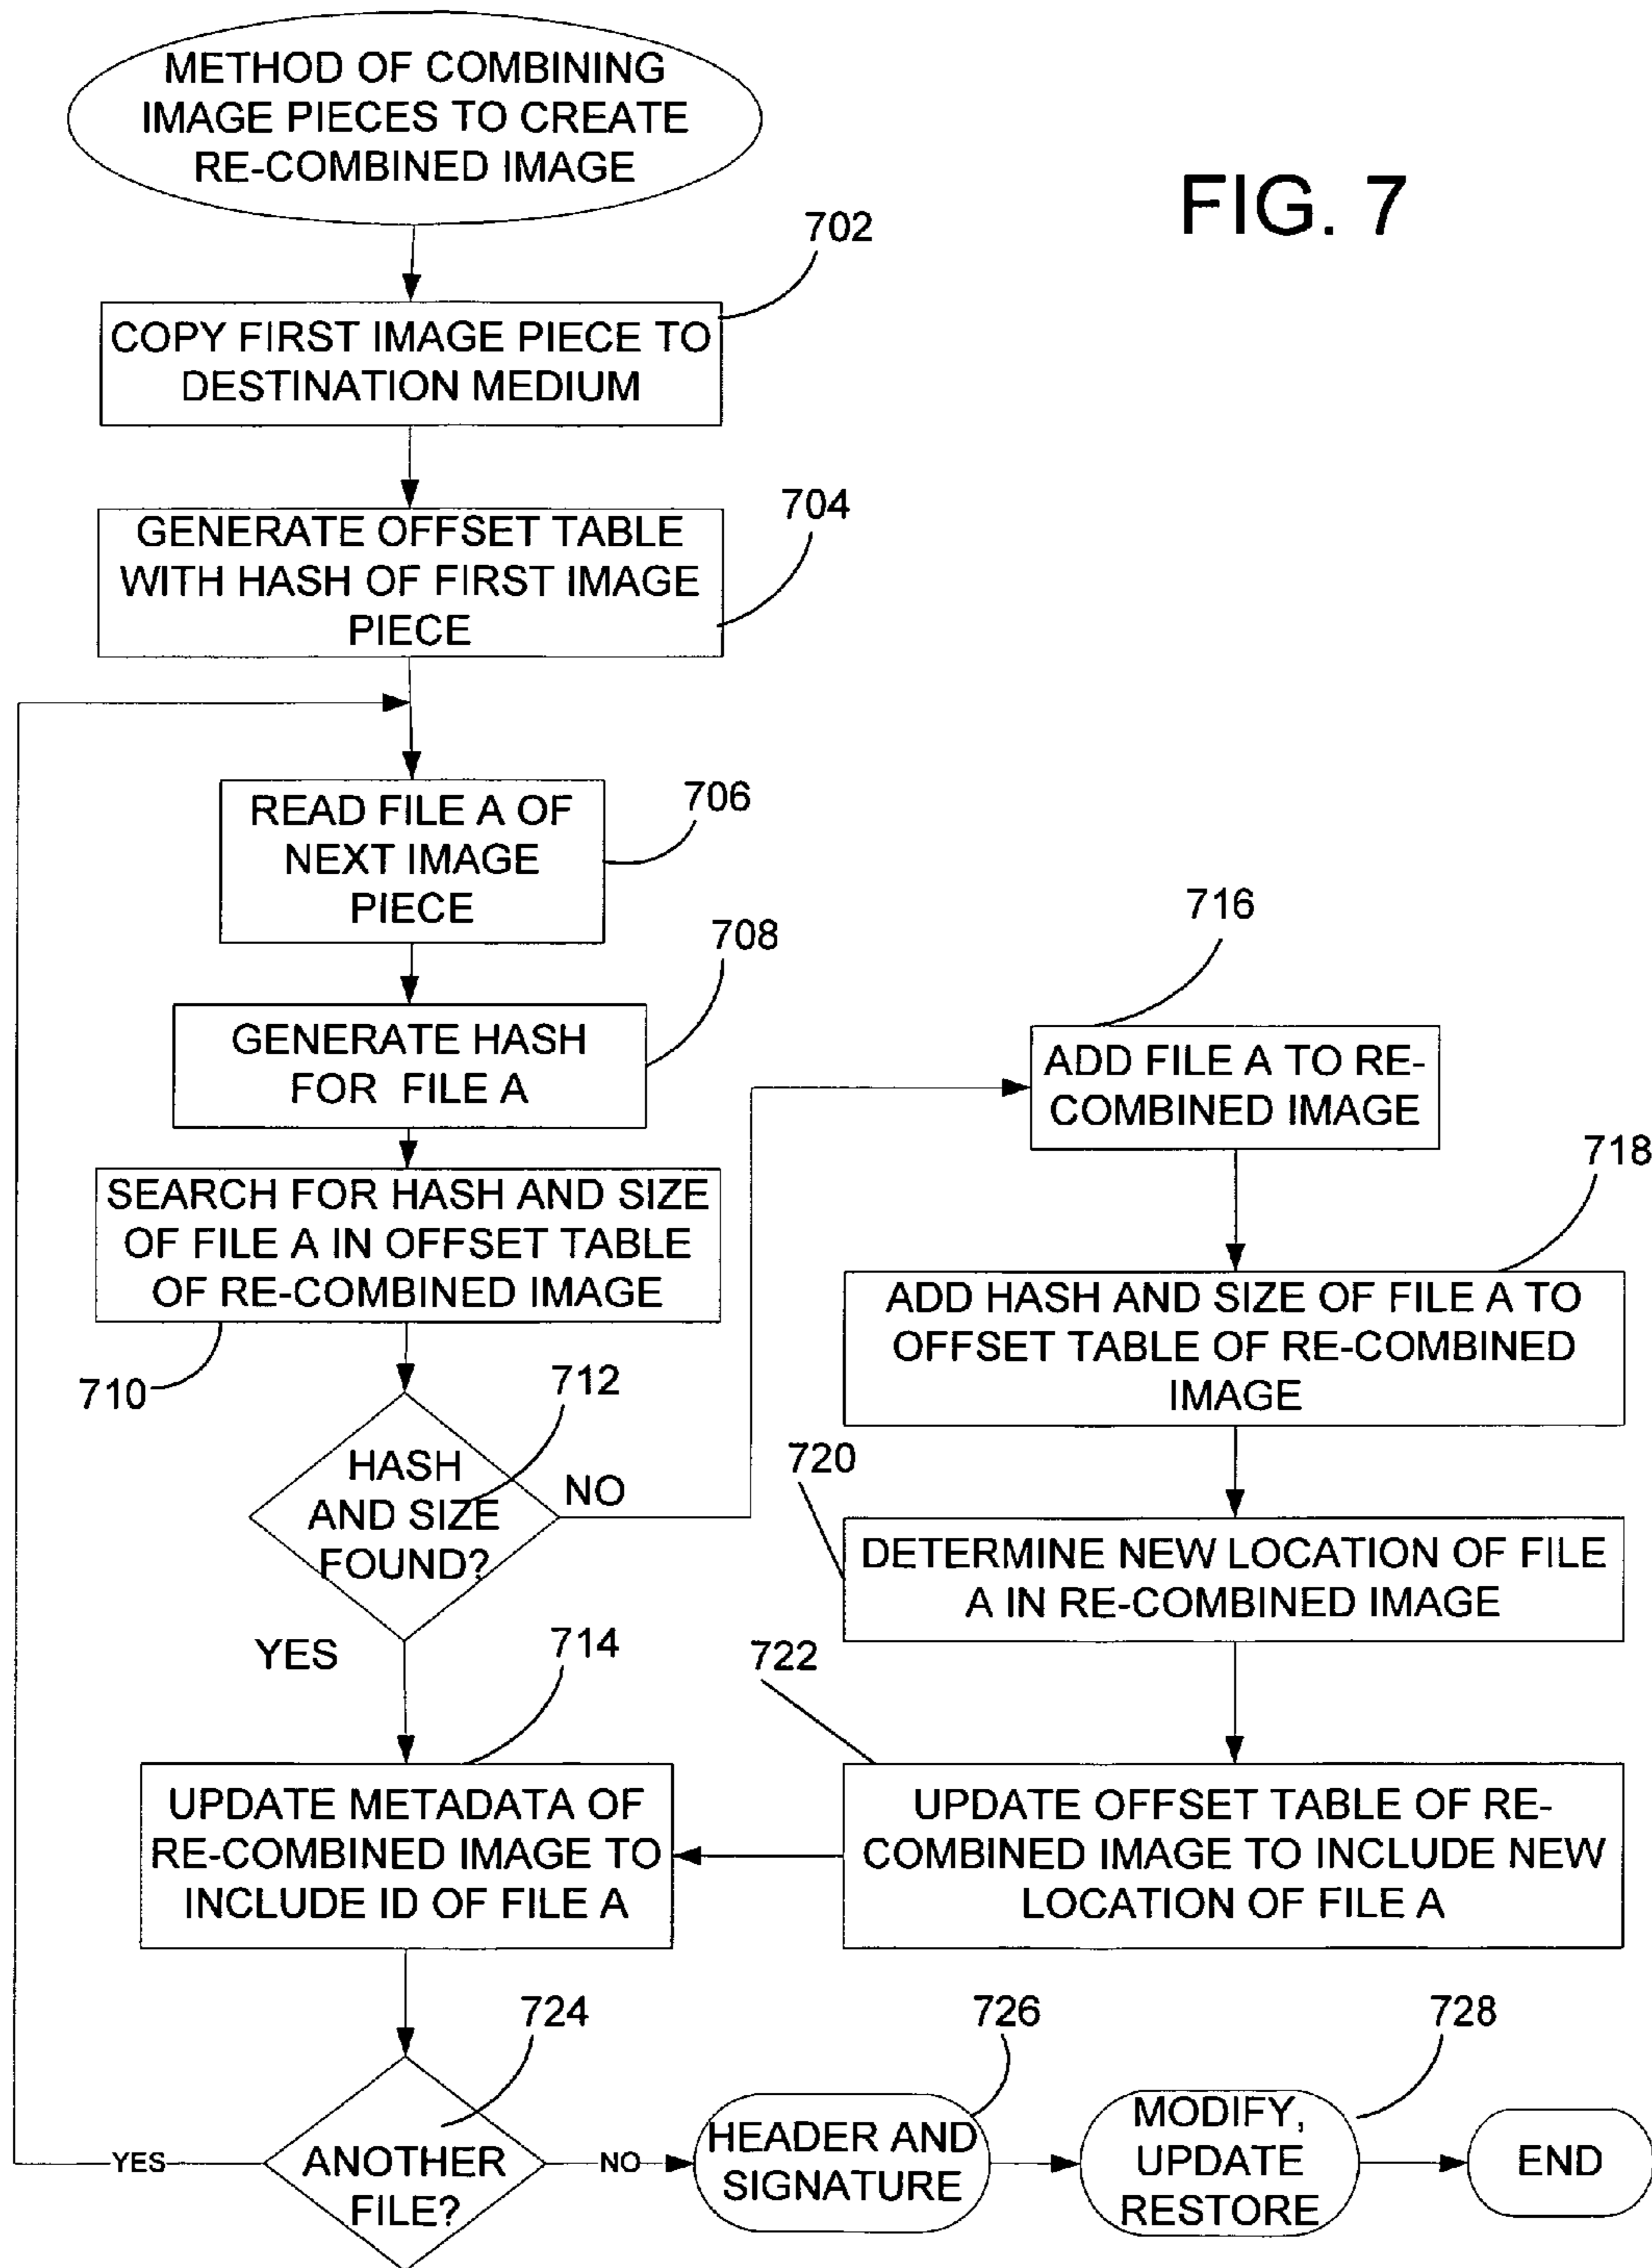 METHOD OF COMBINING
IMAGE PIECES TO CREATE
RE-COMBINED IMAGE
FIG. 7
702
COPY FIRST IMAGE PIECE TO
DESTINATION MEDIUM
704
GENERATE OFFSET TABLE
WITH HASH OF FIRST IMAGE
PIECE
706
READ FILE A OF
NEXT IMAGE
PIECE
708
GENERATE HASH
FOR FILE A
710
SEARCH FOR HASH AND SIZE
OF FILE A IN OFFSET TABLE
OF RE-COMBINED IMAGE
712
HASH
AND SIZE
FOUND?
NO
YES
716
ADD FILE A TO RE-
COMBINED IMAGE
718
ADD HASH AND SIZE OF FILE A TO
OFFSET TABLE OF RE-COMBINED
IMAGE
720
DETERMINE NEW LOCATION OF FILE
A IN RE-COMBINED IMAGE
722
UPDATE OFFSET TABLE OF RE-
COMBINED IMAGE TO INCLUDE NEW
LOCATION OF FILE A
714
UPDATE METADATA OF
RE-COMBINED IMAGE TO
INCLUDE ID OF FILE A
724
ANOTHER
FILE?
YES
NO
726
HEADER AND
SIGNATURE
728
MODIFY,
UPDATE
RESTORE
END